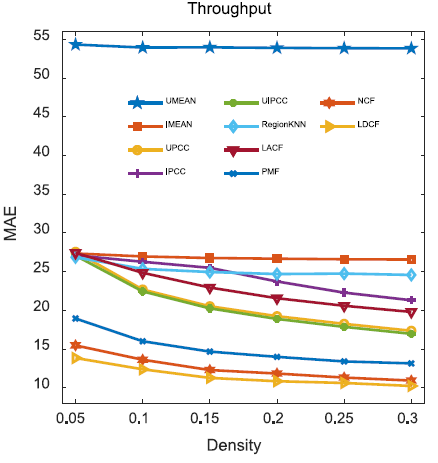 Throughput
55
50
45
40
35
30
25
20
15
10
MAE
UMEAN UIPCC NCF
IMEAN RegionKNN LDCF
UPCC LACF
IPCC PMF
0.05 0.1 0.15 0.2 0.25 0.3
Density